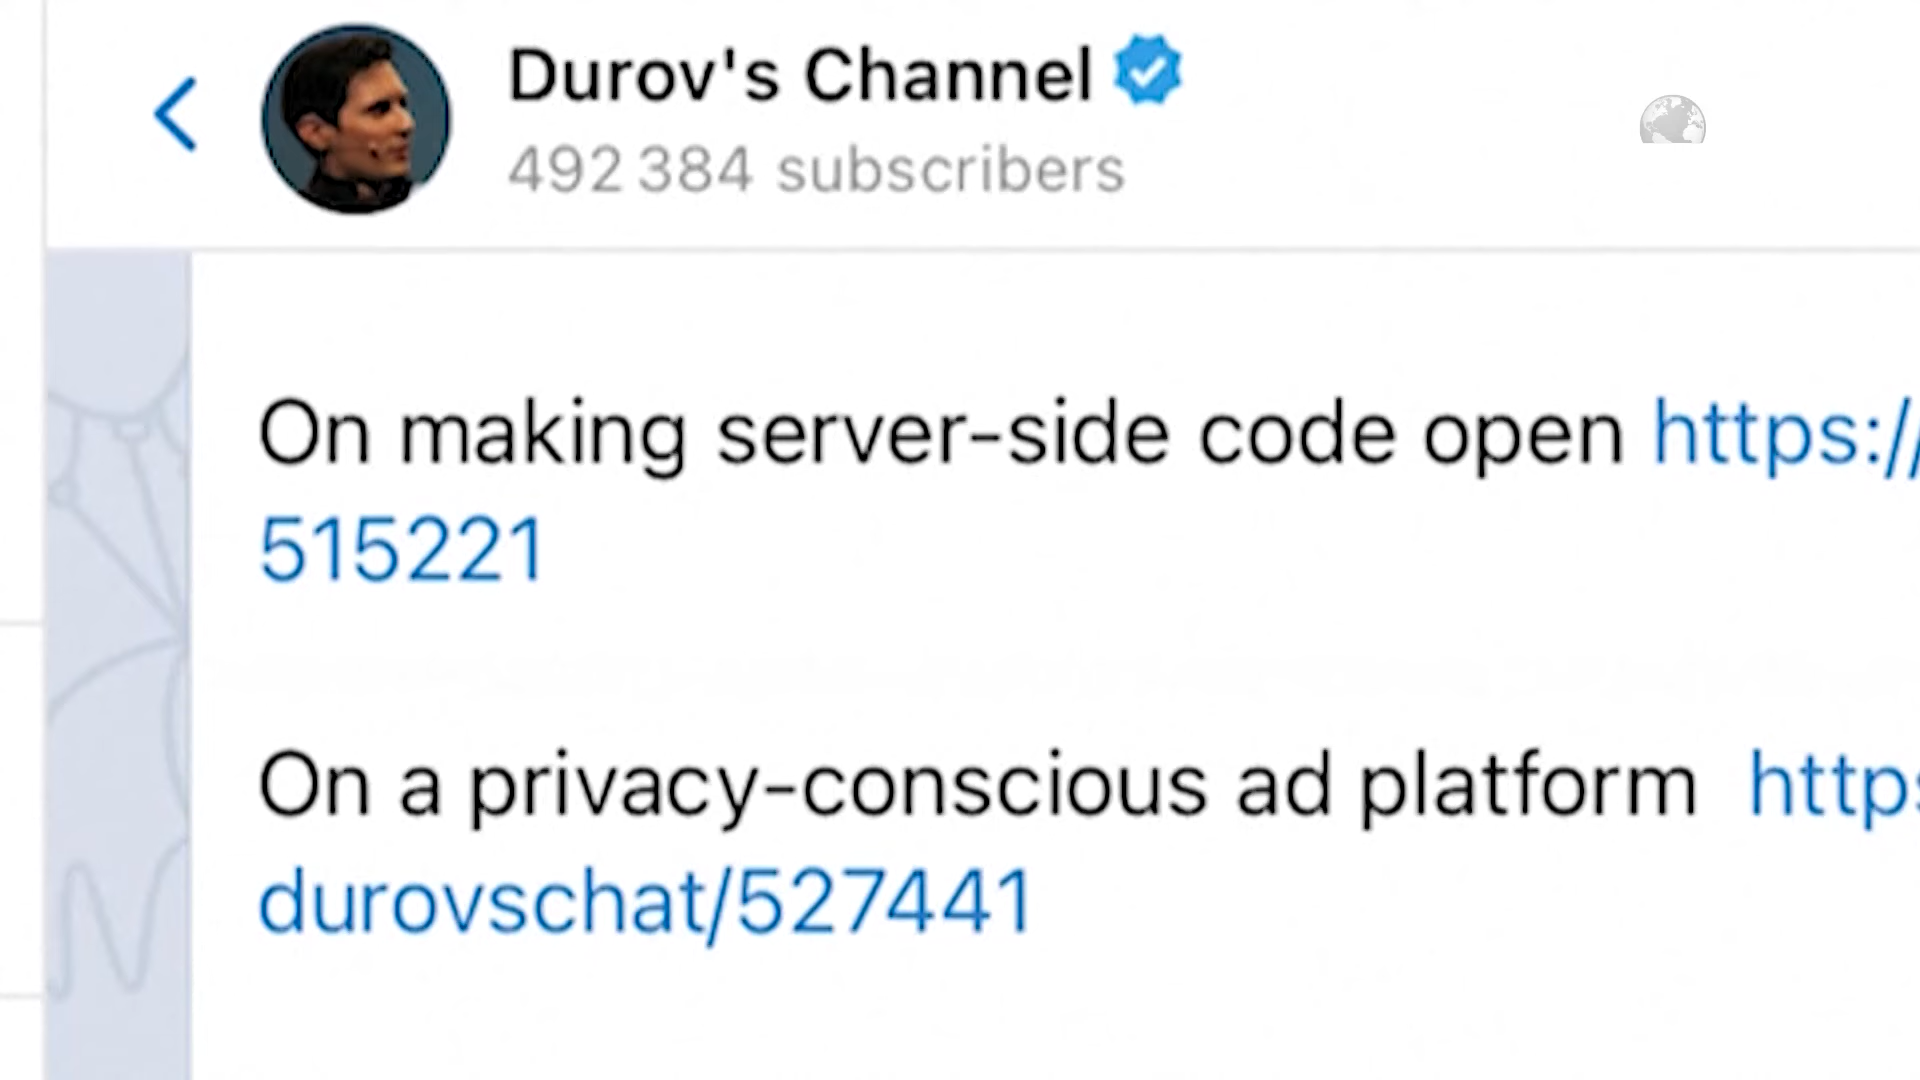 Durov's Channel
492 384 subscribers
On making server-side code open https://
515221
On a privacy-conscious ad platform https
durovschat/527441